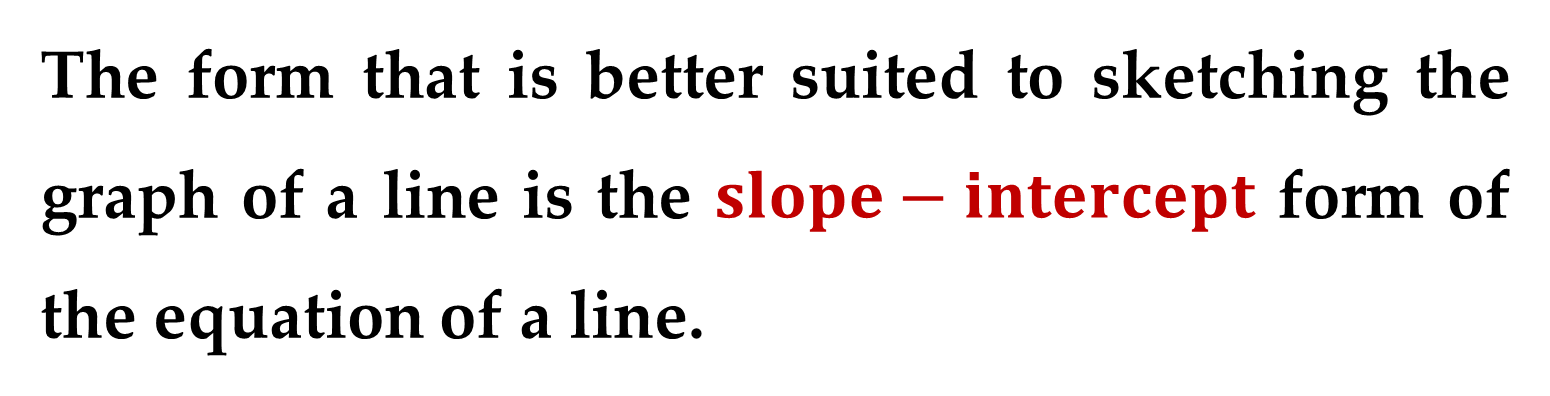 The form that is better suited to sketching the
graph of a line is the slope – intercept form of
the equation of a line.